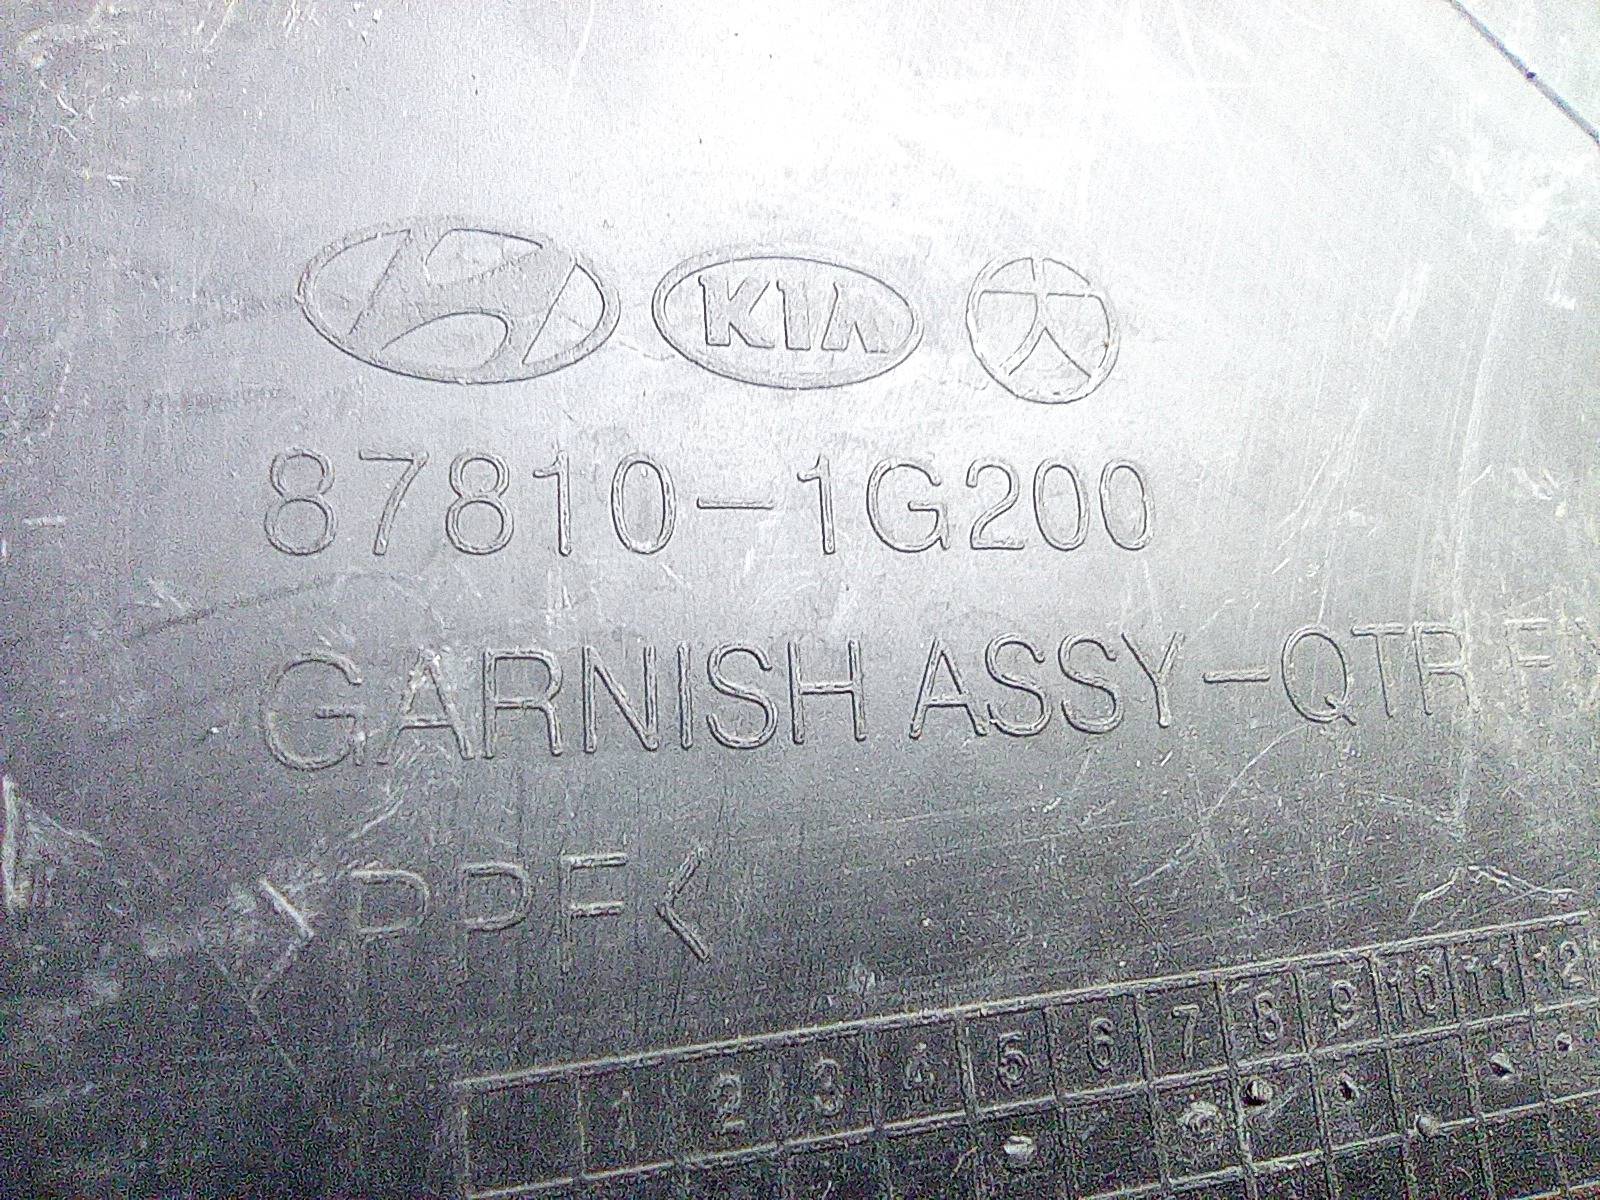 KIA 大
87810-1G200
GARNISH ASSY-QTR F
>PPF<
1 2 3 4 5 6 7 8 9 10 11 12